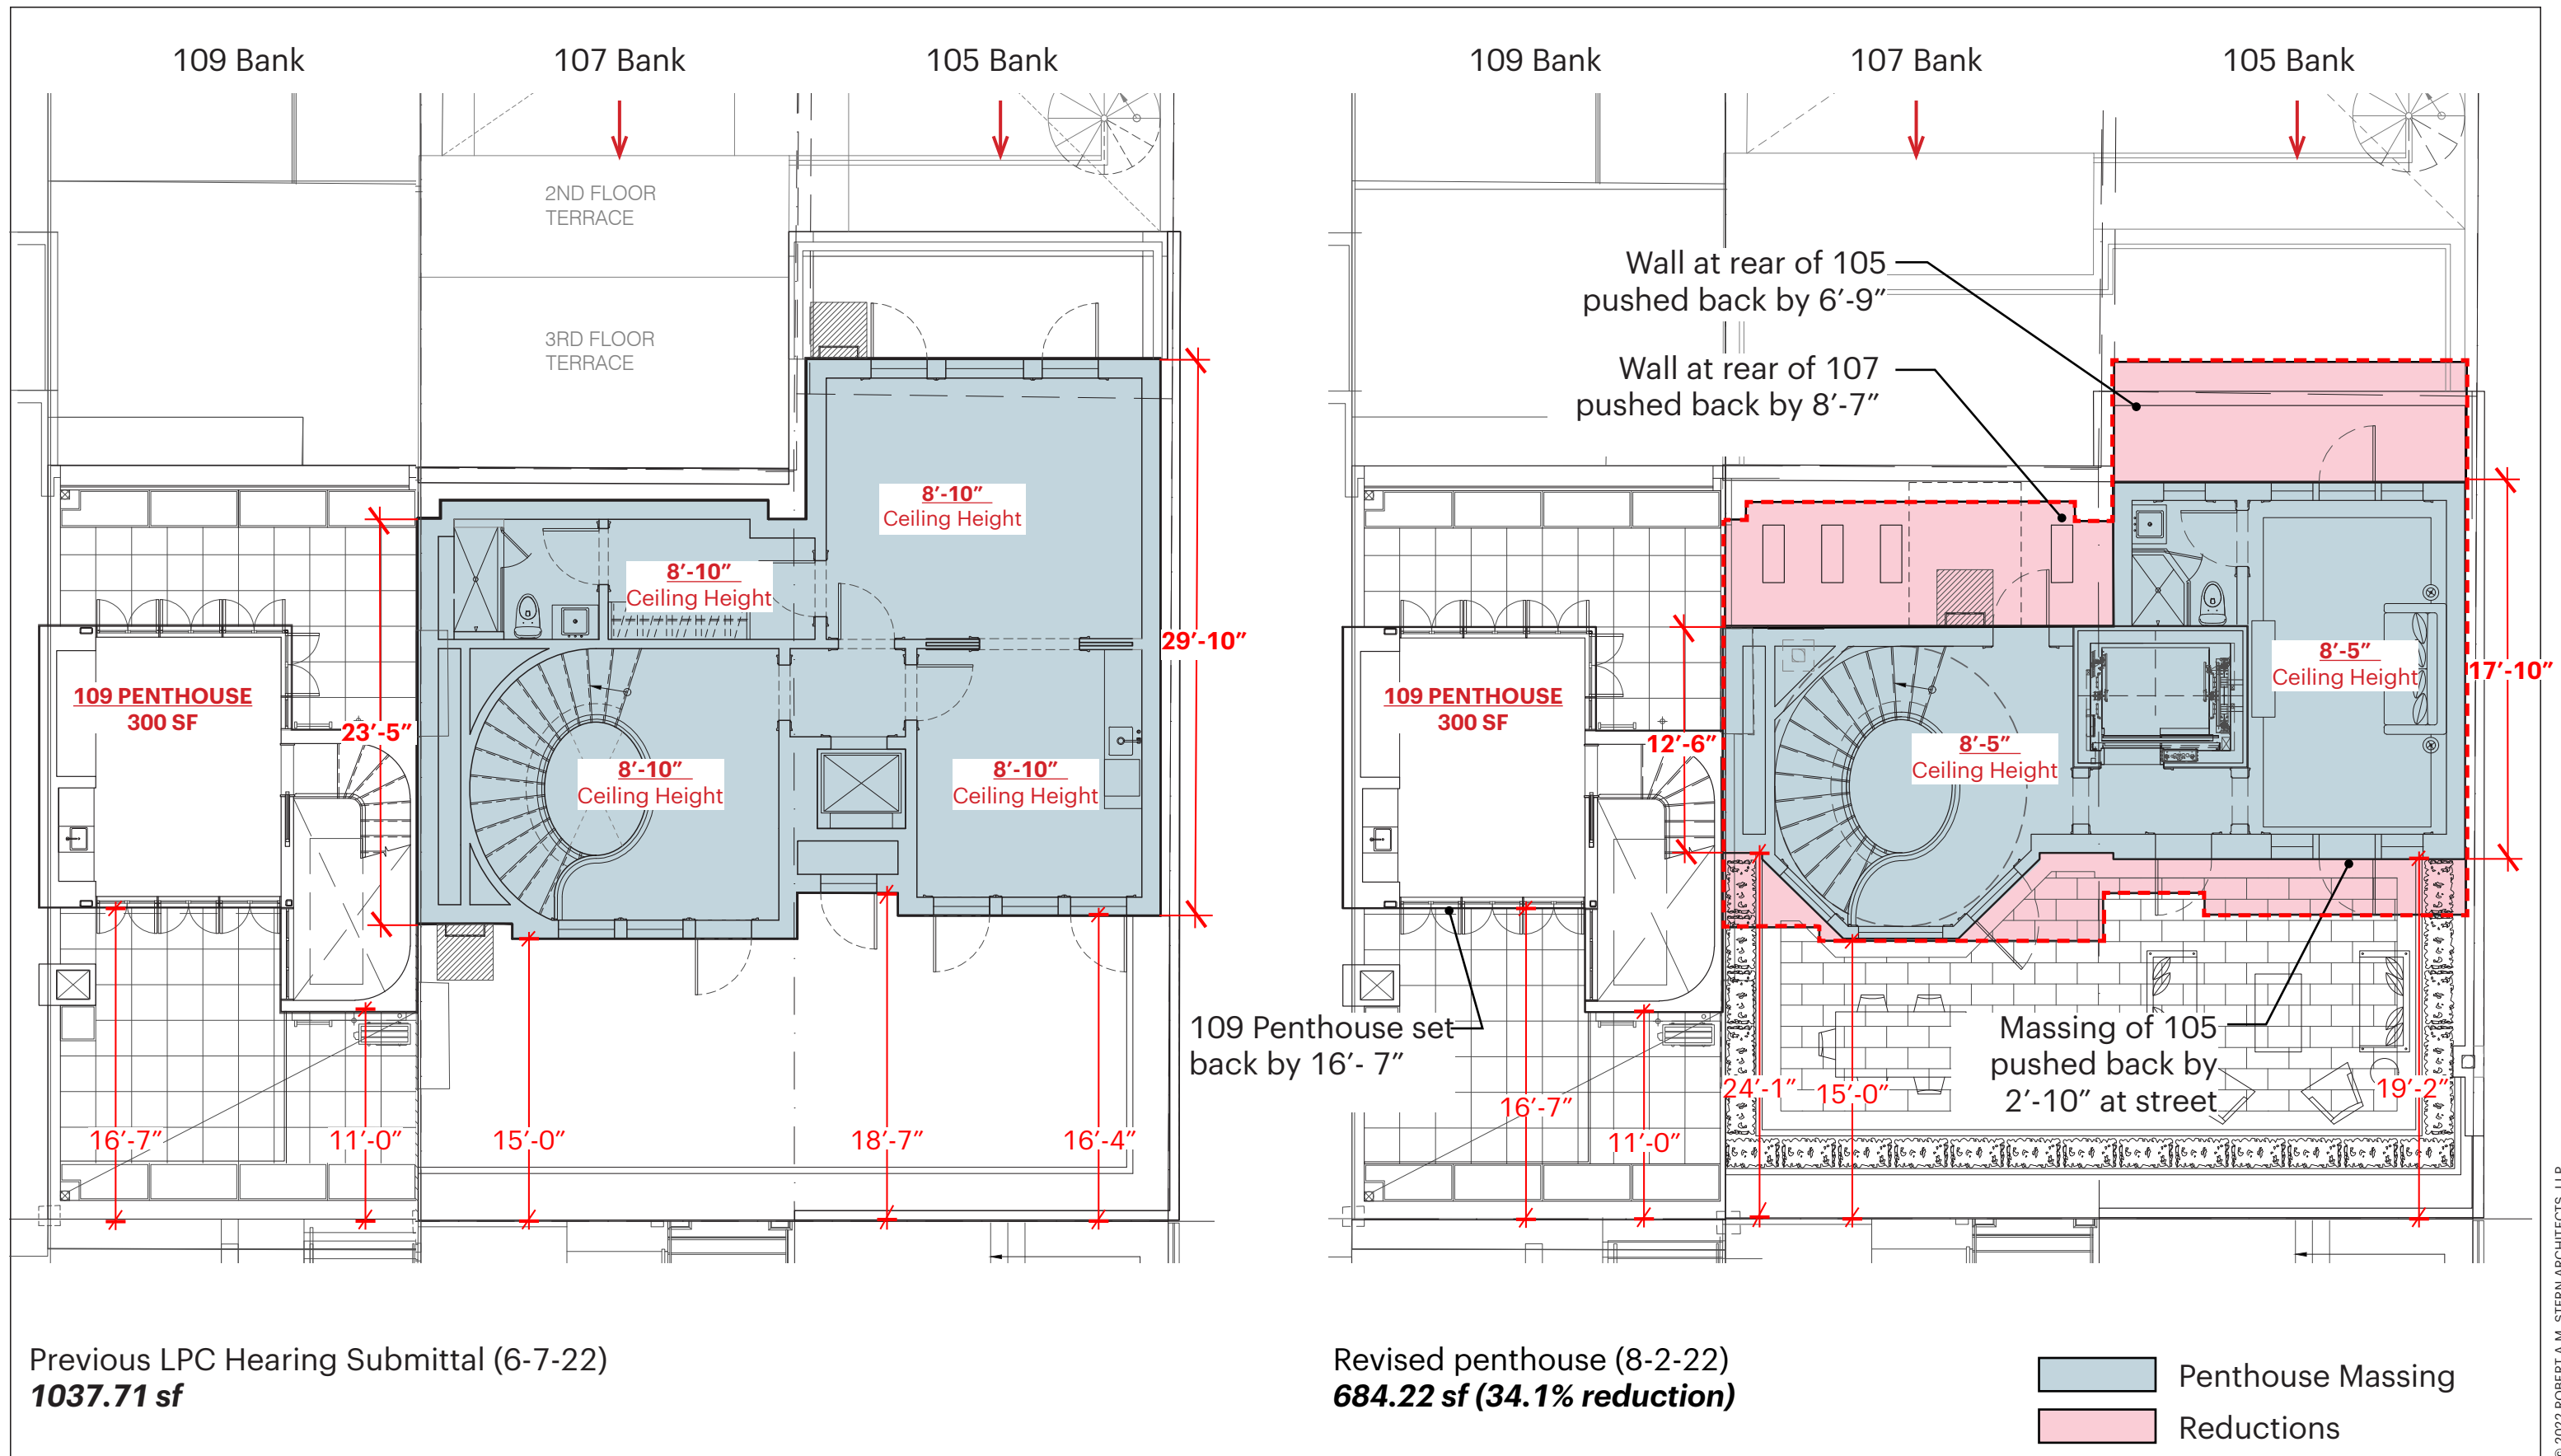 109 Bank
107 Bank
105 Bank
2ND FLOOR
TERRACE
3RD FLOOR
TERRACE
8'-10"
Ceiling Height
8'-10"
Ceiling Height
29'-10"
109 PENTHOUSE
300 SF
23'-5"
8'-10"
Ceiling Height
8'-10"
Ceiling Height
16'-7"
11'-0"
15'-0"
18'-7"
16'-4"
Previous LPC Hearing Submittal (6-7-22)
1037.71 sf
109 Bank
107 Bank
105 Bank
Wall at rear of 105
pushed back by 6'-9"
Wall at rear of 107
pushed back by 8'-7"
109 PENTHOUSE
300 SF
12'-6"
8'-5"
Ceiling Height
8'-5"
Ceiling Height
17'-10"
109 Penthouse set
back by 16'- 7"
Massing of 105
pushed back by
2'-10" at street
16'-7"
11'-0"
24'-1"
15'-0"
19'-2"
Revised penthouse (8-2-22)
684.22 sf (34.1% reduction)
Penthouse Massing
Reductions
© 2022 ROBERT A.M. STERN ARCHITECTS, LLP